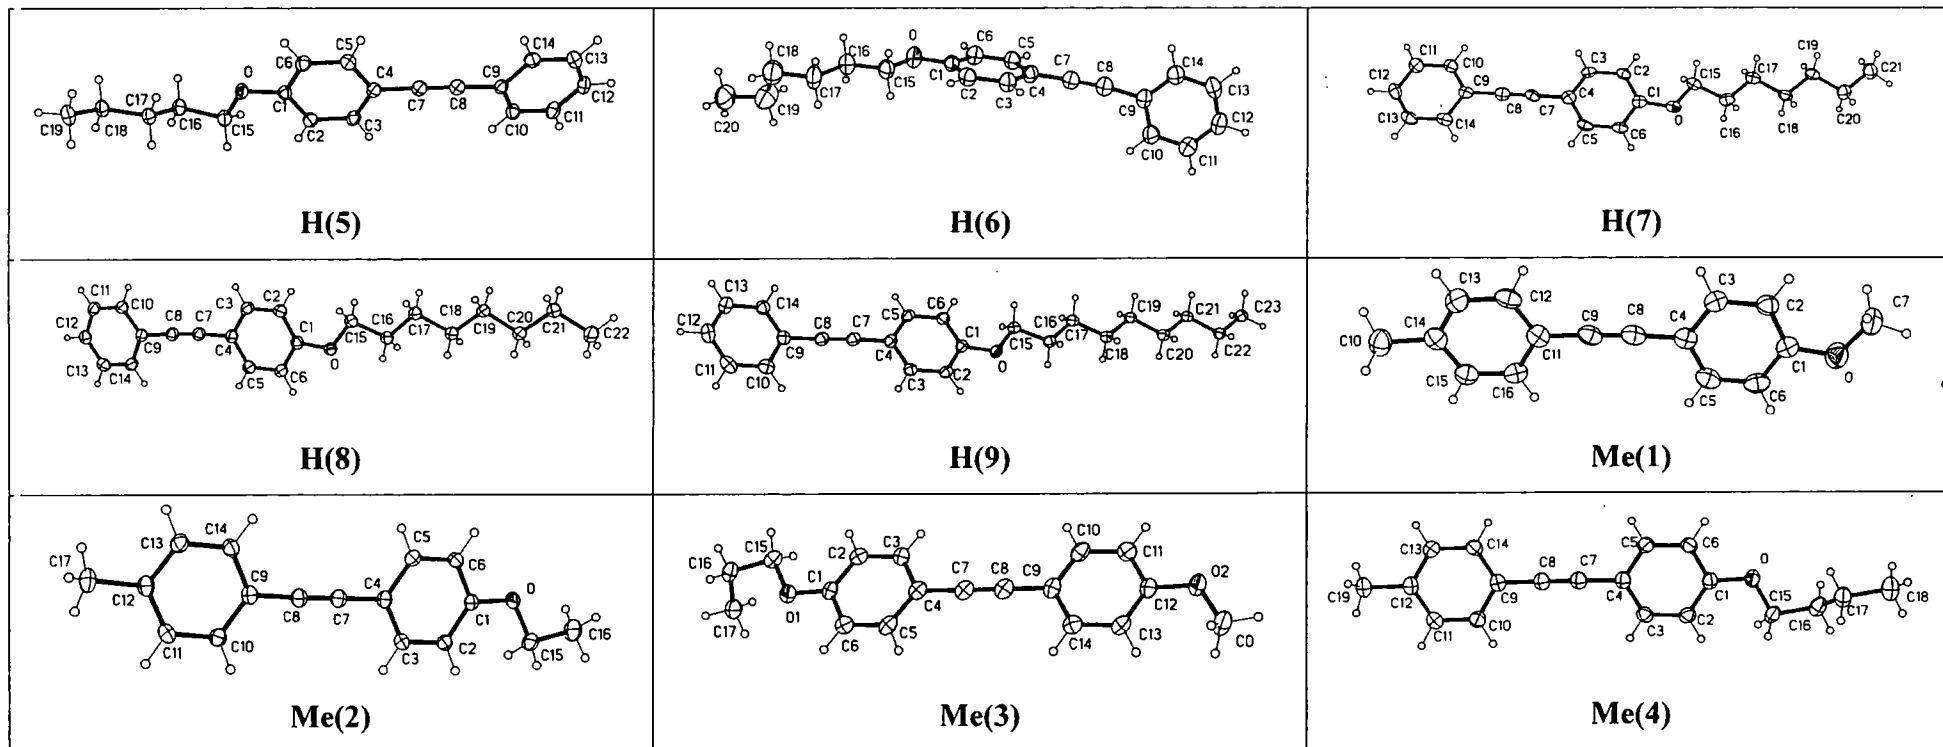 C5 C6 O C4 C14 C13 C9 C12 C19 C17 C18 C16 C15 C1 C2 C3 C7 C8 C10 C11
H(5)
C18 C16 O C6 C5 C7 C8 C14 C13 C17 C15 C1 C2 C3 C4 C9 C12 C19 C20 C10 C11
H(6)
C11 C10 C12 C9 C13 C14 C8 C7 C3 C2 C4 C5 C6 C1 O C15 C16 C17 C18 C19 C20 C21
H(7)
C11 C10 C12 C9 C13 C14 C8 C7 C3 C2 C4 C5 C6 C1 O C15 C16 C17 C18 C19 C20 C21 C22
H(8)
C13 C14 C12 C11 C10 C9 C8 C7 C5 C6 C4 C3 C2 C1 O C15 C16 C17 C18 C19 C20 C21 C22 C23
H(9)
C13 C12 C10 C14 C15 C16 C11 C9 C8 C4 C3 C2 C5 C6 C1 O C7
Me(1)
C17 C13 C14 C12 C11 C10 C9 C8 C7 C4 C5 C6 C3 C2 C1 O C15 C16
Me(2)
C16 C15 C17 O1 C1 C2 C3 C6 C5 C4 C7 C8 C9 C10 C11 C14 C13 C12 O2 C0
Me(3)
C19 C13 C14 C12 C11 C10 C9 C8 C7 C4 C5 C6 C3 C2 C1 O C15 C16 C17 C18
Me(4)